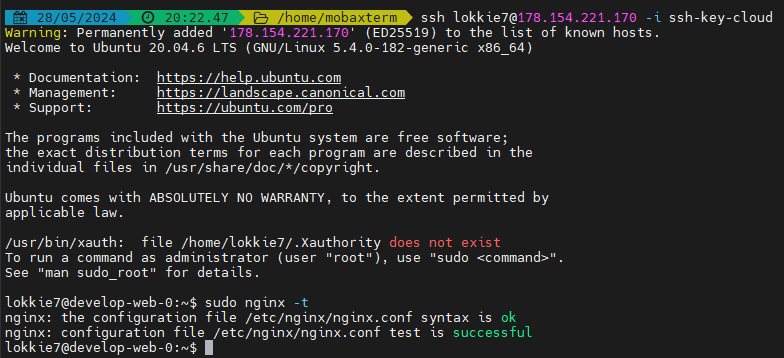 28/05/2024 20:22.47 /home/mobaxterm ssh lokkie7@178.154.221.170 -i ssh-key-cloud
Warning: Permanently added '178.154.221.170' (ED25519) to the list of known hosts.
Welcome to Ubuntu 20.04.6 LTS (GNU/Linux 5.4.0-182-generic x86_64)

 * Documentation:  https://help.ubuntu.com
 * Management:     https://landscape.canonical.com
 * Support:        https://ubuntu.com/pro

The programs included with the Ubuntu system are free software;
the exact distribution terms for each program are described in the
individual files in /usr/share/doc/*/copyright.

Ubuntu comes with ABSOLUTELY NO WARRANTY, to the extent permitted by
applicable law.

/usr/bin/xauth:  file /home/lokkie7/.Xauthority does not exist
To run a command as administrator (user "root"), use "sudo <command>".
See "man sudo_root" for details.

lokkie7@develop-web-0:~$ sudo nginx -t
nginx: the configuration file /etc/nginx/nginx.conf syntax is ok
nginx: configuration file /etc/nginx/nginx.conf test is successful
lokkie7@develop-web-0:~$